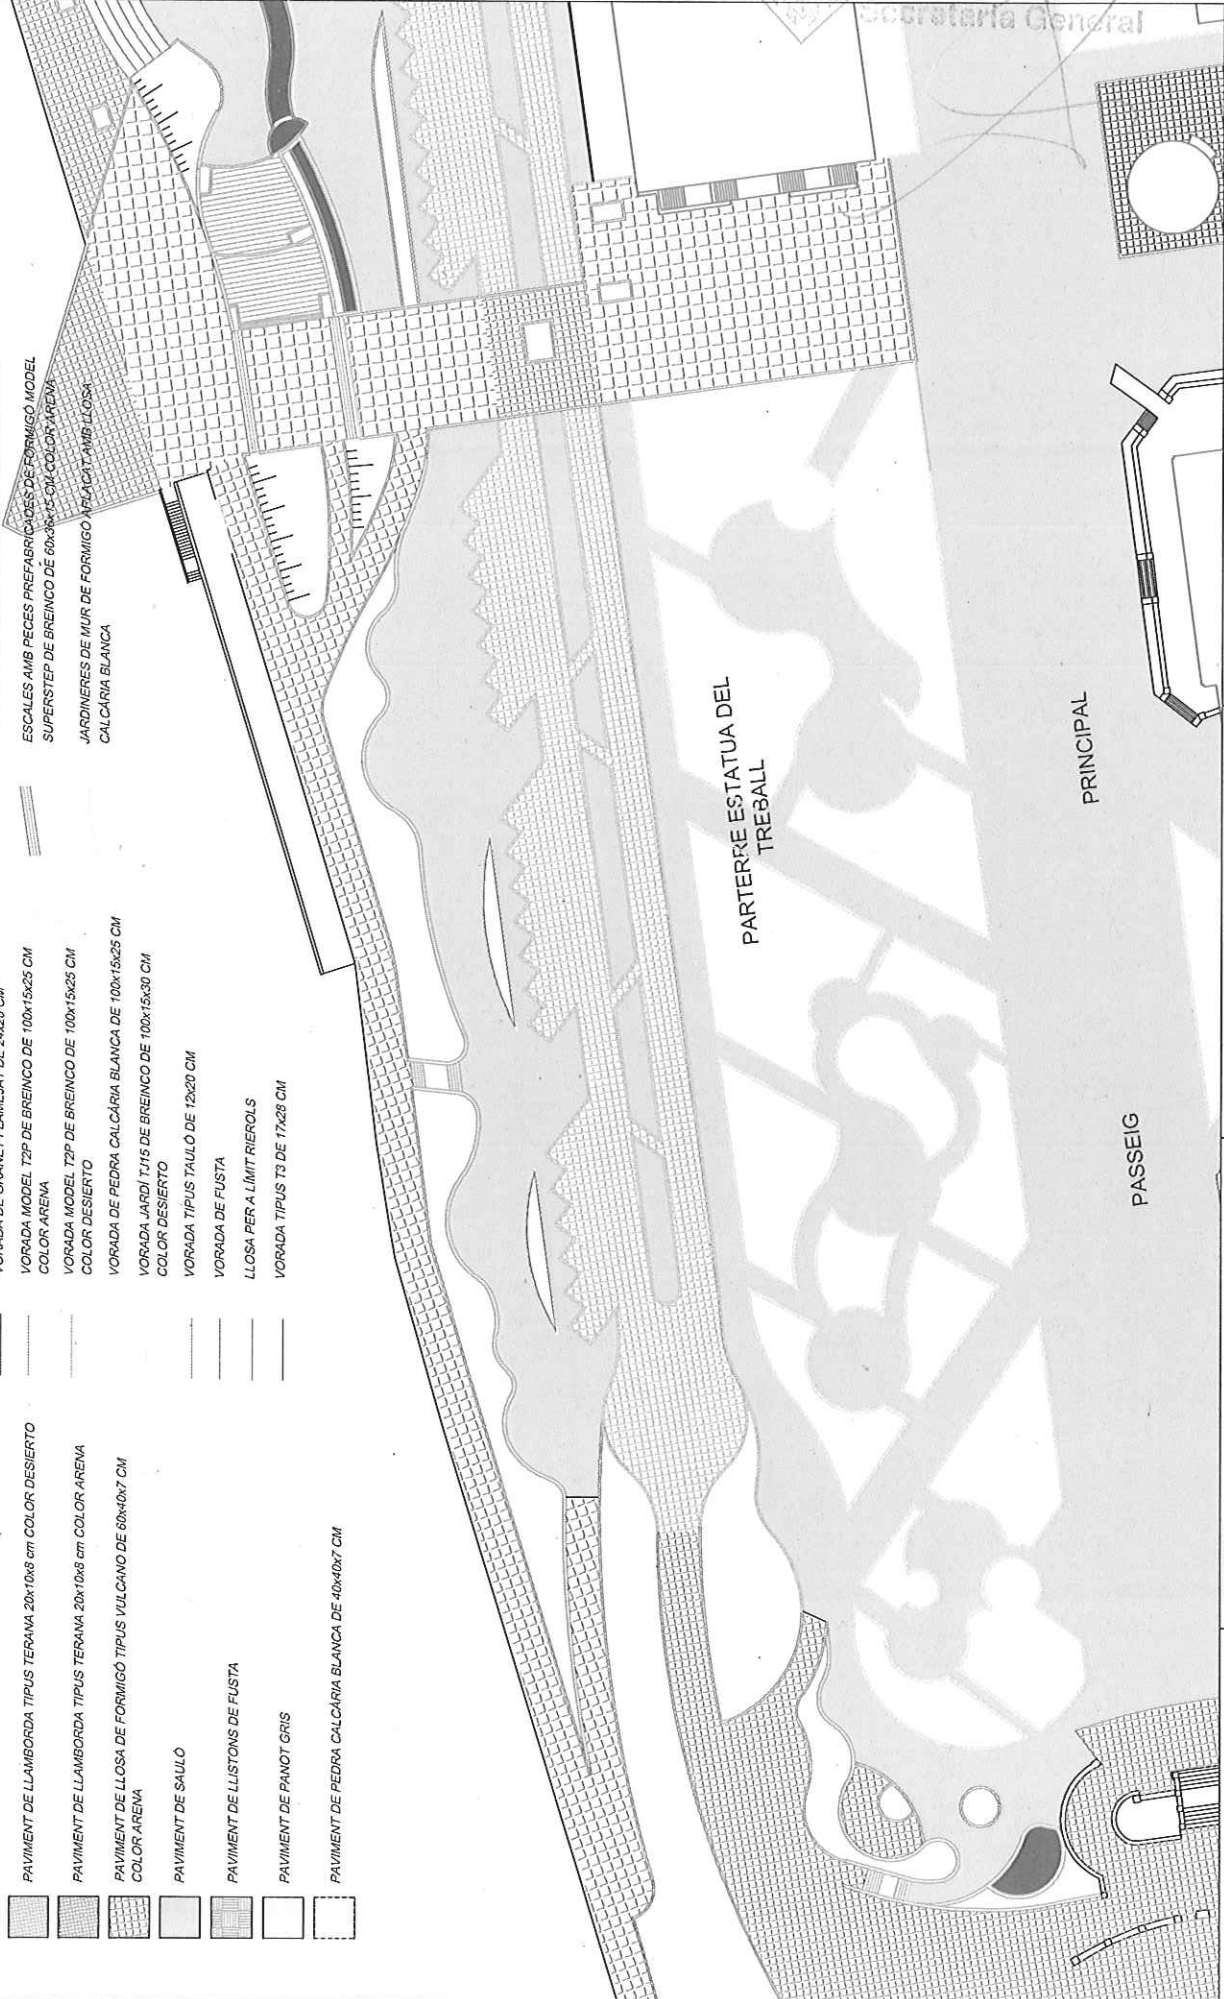 PAVIMENT DE LLAMBORDA TIPUS TERANA 20x10x8 cm COLOR DESIERTO
PAVIMENT DE LLAMBORDA TIPUS TERANA 20x10x8 cm COLOR ARENA
PAVIMENT DE LLOSA DE FORMIGÓ TIPUS VULCANO DE 60x40x7 CM
COLOR ARENA
PAVIMENT DE SAULÓ
PAVIMENT DE LLISTONS DE FUSTA
PAVIMENT DE PANOT GRIS
PAVIMENT DE PEDRA CALCÀRIA BLANCA DE 40x40x7 CM
VORADA MODEL T2P DE BREINCO DE 100x15x25 CM
COLOR ARENA
VORADA MODEL T2P DE BREINCO DE 100x15x25 CM
COLOR DESIERTO
VORADA DE PEDRA CALCÀRIA BLANCA DE 100x15x25 CM
VORADA JARDÍ TJ15 DE BREINCO DE 100x15x30 CM
COLOR DESIERTO
VORADA TIPUS TAULÓ DE 12x20 CM
VORADA DE FUSTA
LLOSA PER A LÍMIT RIEROLS
VORADA TIPUS T3 DE 17x28 CM
ESCALES AMB PECES PREFABRICADES DE FORMIGÓ MODEL
SUPERSTEP DE BREINCO DE 60x36x15 CM COLOR ARENA
JARDINERES DE MUR DE FORMIGÓ APLACAT AMB LLOSA
CALCÀRIA BLANCA
PARTERRE ESTATUA DEL
TREBALL
PASSEIG
PRINCIPAL
Secretaría General